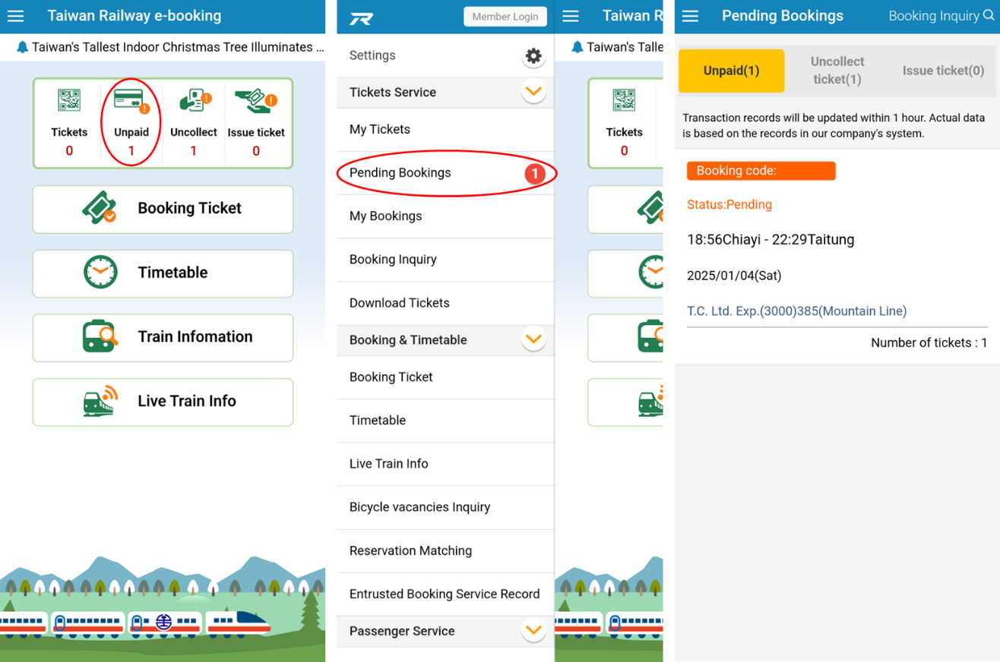 Taiwan Railway e-booking
Taiwan's Tallest Indoor Christmas Tree Illuminates ...
Tickets
0
Unpaid
1
Uncollect
1
Issue ticket
0
Booking Ticket
Timetable
Train Infomation
Live Train Info
Member Login
Settings
Tickets Service
My Tickets
Pending Bookings
1
My Bookings
Booking Inquiry
Download Tickets
Booking & Timetable
Booking Ticket
Timetable
Live Train Info
Bicycle vacancies Inquiry
Reservation Matching
Entrusted Booking Service Record
Passenger Service
Taiwan R
Taiwan's Talle
Tickets
0
Pending Bookings
Booking Inquiry
Unpaid(1)
Uncollect
ticket(1)
Issue ticket(0)
Transaction records will be updated within 1 hour. Actual data
is based on the records in our company's system.
Booking code:
Status:Pending
18:56Chiayi - 22:29Taitung
2025/01/04(Sat)
T.C. Ltd. Exp.(3000)385(Mountain Line)
Number of tickets : 1